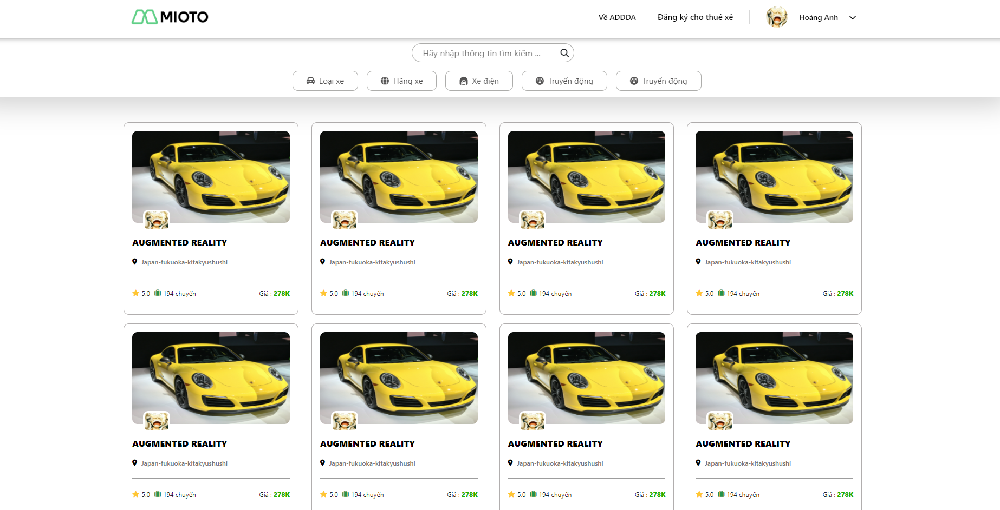 MIOTO
Về ADDDA
Đăng ký cho thuê xê
Hoàng Anh
Hãy nhập thông tin tìm kiếm ...
Loại xe
Hãng xe
Xe điện
Truyển động
Truyển động
AUGMENTED REALITY
Japan-fukuoka-kitakyushushi
5.0 194 chuyến Giá : 278K
AUGMENTED REALITY
Japan-fukuoka-kitakyushushi
5.0 194 chuyến Giá : 278K
AUGMENTED REALITY
Japan-fukuoka-kitakyushushi
5.0 194 chuyến Giá : 278K
AUGMENTED REALITY
Japan-fukuoka-kitakyushushi
5.0 194 chuyến Giá : 278K
AUGMENTED REALITY
Japan-fukuoka-kitakyushushi
5.0 194 chuyến Giá : 278K
AUGMENTED REALITY
Japan-fukuoka-kitakyushushi
5.0 194 chuyến Giá : 278K
AUGMENTED REALITY
Japan-fukuoka-kitakyushushi
5.0 194 chuyến Giá : 278K
AUGMENTED REALITY
Japan-fukuoka-kitakyushushi
5.0 194 chuyến Giá : 278K